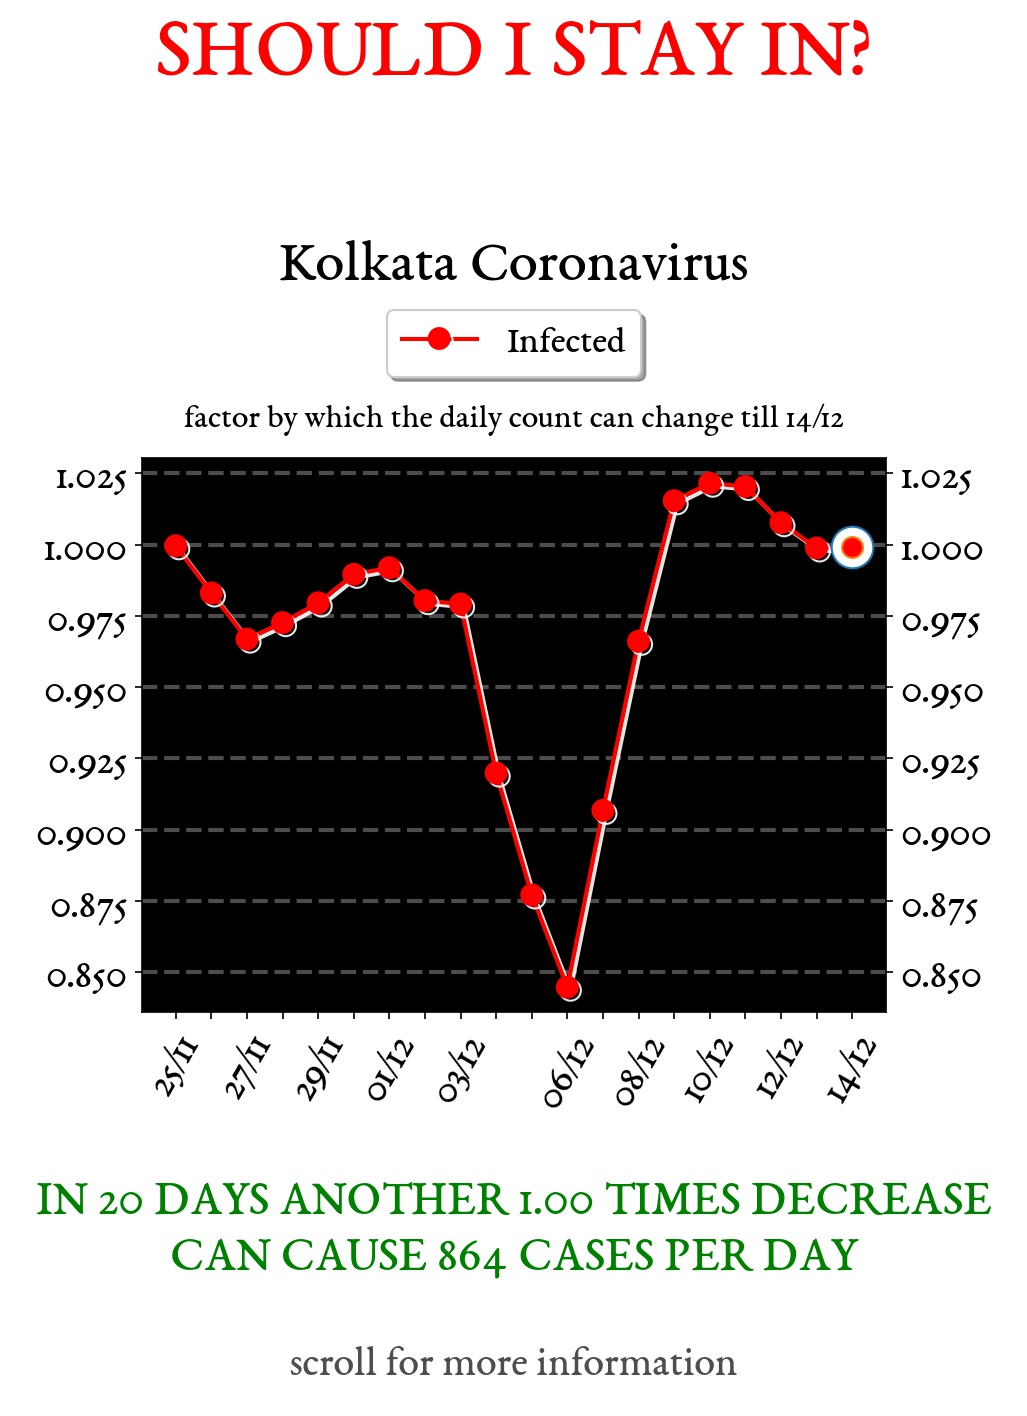 SHOULD I STAY IN?
Kolkata Coronavirus
Infected
factor by which the daily count can change till 14/12
1.025 1.025
1.000 1.000
0.975 0.975
0.950 0.950
0.925 0.925
0.900 0.900
0.875 0.875
0.850 0.850
25/11 27/11 29/11 01/12 03/12 06/12 08/12 10/12 12/12 14/12
IN 20 DAYS ANOTHER 1.00 TIMES DECREASE
CAN CAUSE 864 CASES PER DAY
scroll for more information